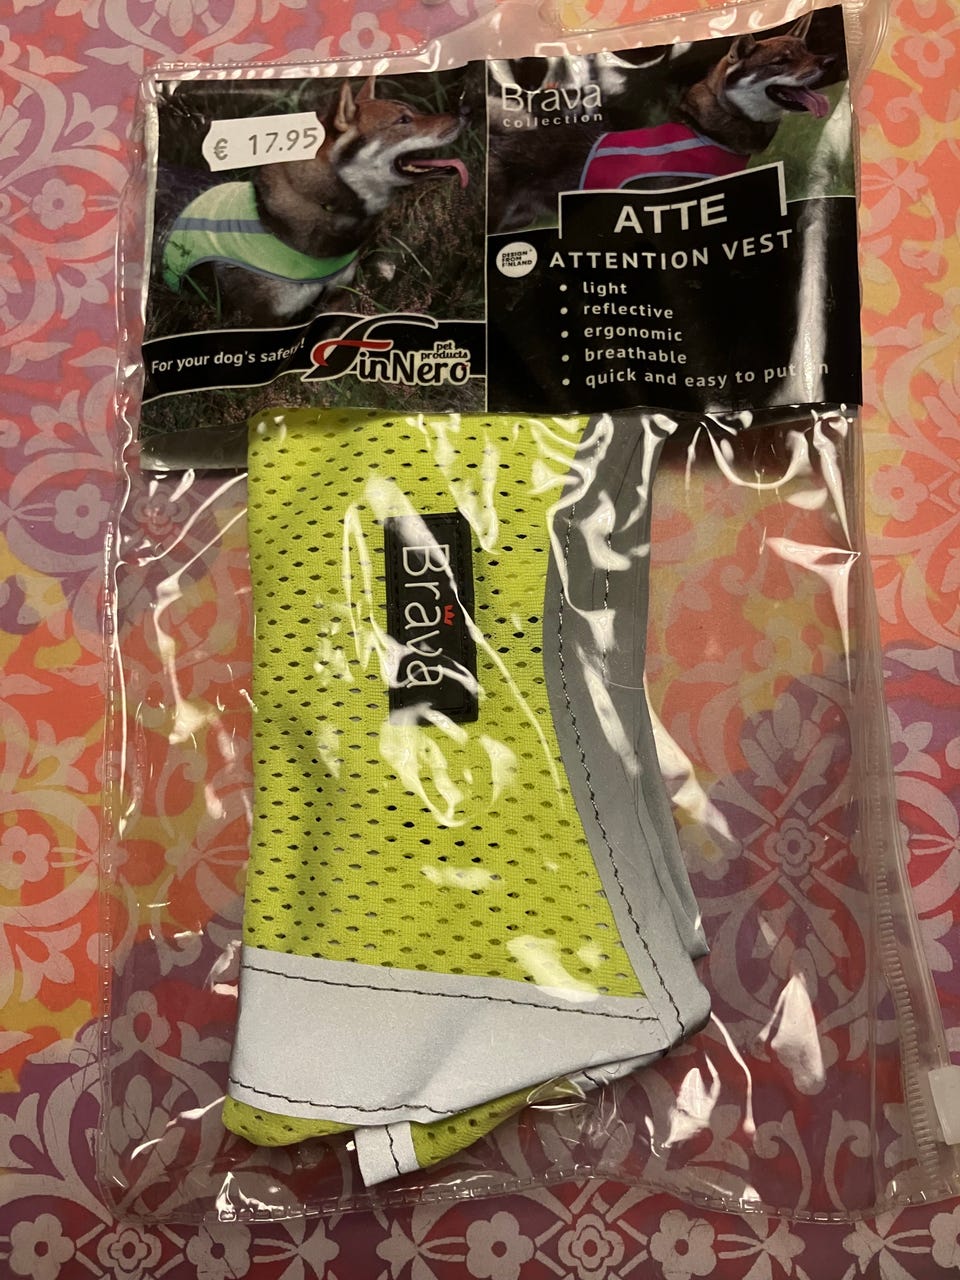 € 17.95
Brava
collection
ATTE
DESIGN
FROM
FINLAND
ATTENTION VEST
• light
• reflective
• ergonomic
• breathable
• quick and easy to put on
For your dog's safety!
FinNero
pet
products
Brava